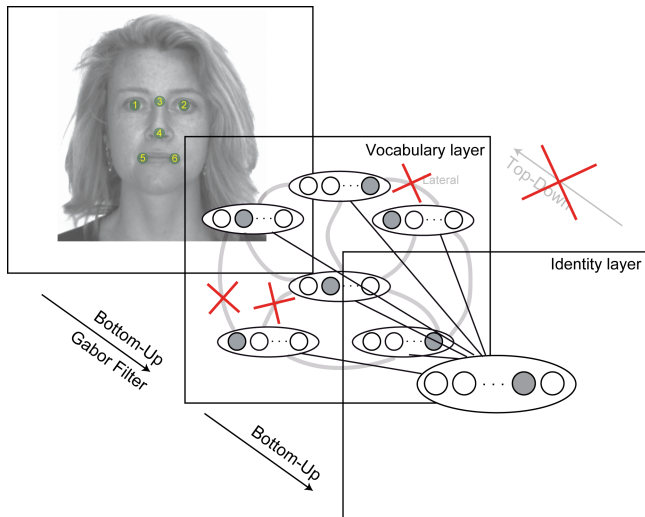 1
3
2
4
5
6
Vocabulary layer
Lateral
Top-Down
Identity layer
Bottom-Up
Gabor Filter
Bottom-Up